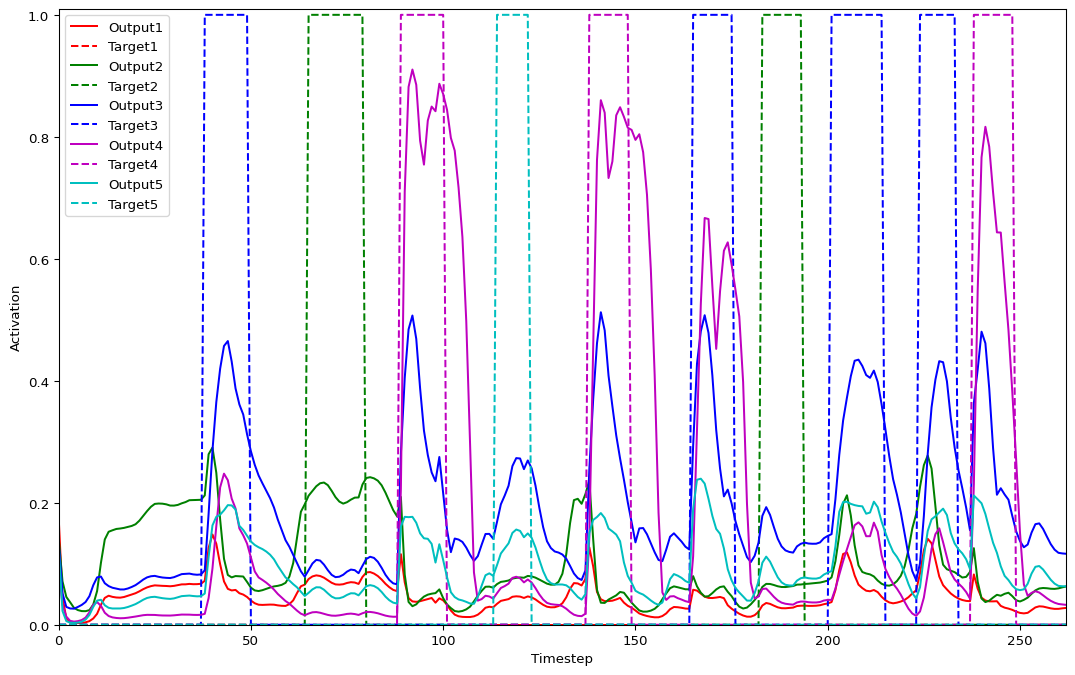 1.0
0.8
0.6
0.4
0.2
0.0
Activation
Output1
Target1
Output2
Target2
Output3
Target3
Output4
Target4
Output5
Target5
0 50 100 150 200 250
Timestep